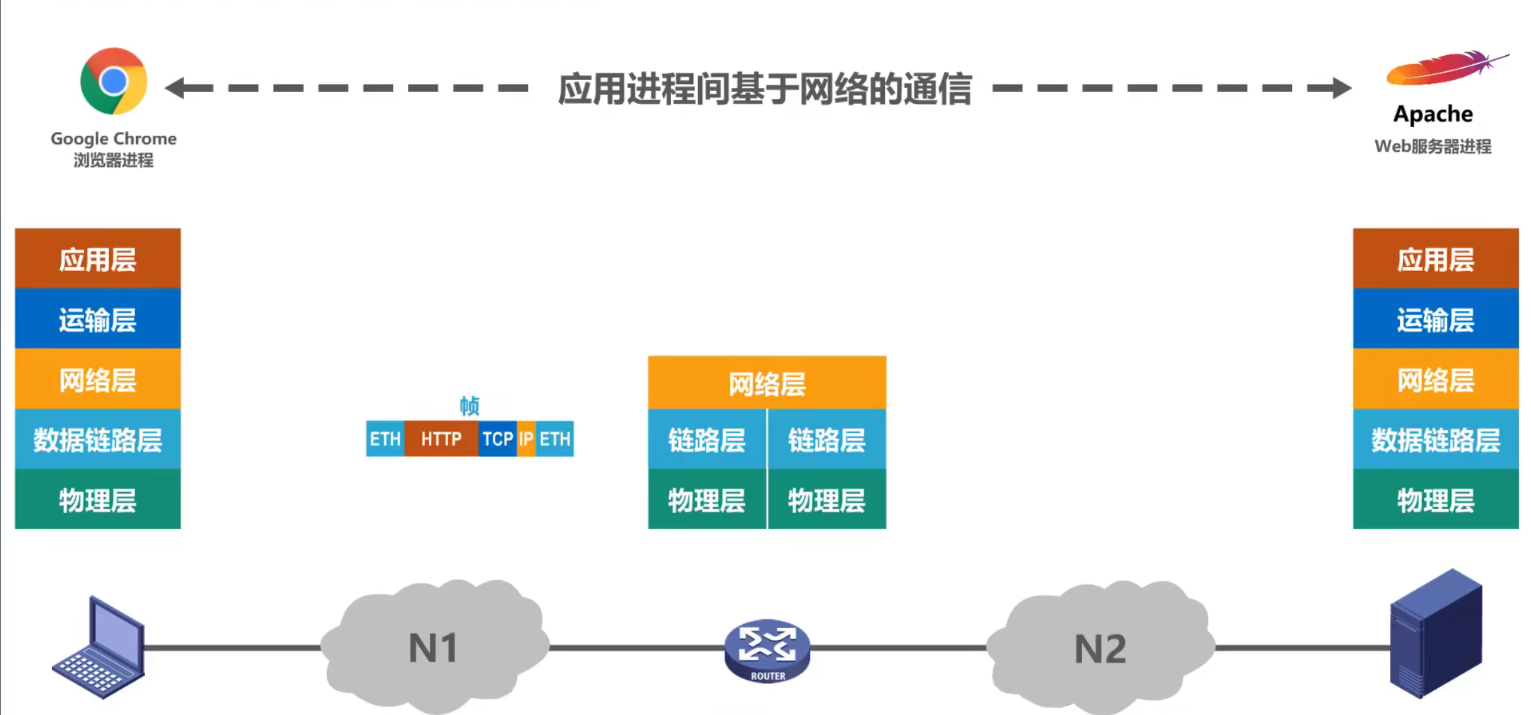 应用进程间基于网络的通信
Google Chrome
浏览器进程
Apache
Web服务器进程
应用层
运输层
网络层
数据链路层
物理层
帧
ETH HTTP TCP IP ETH
网络层
链路层 链路层
物理层 物理层
应用层
运输层
网络层
数据链路层
物理层
N1
ROUTER
N2